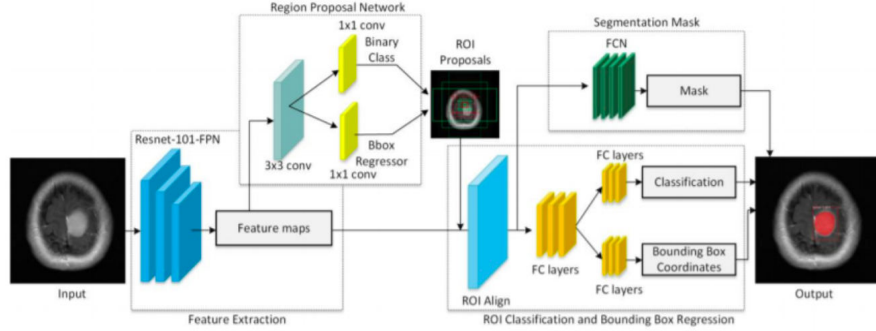 Region Proposal Network
1x1 conv
Binary
Class
ROI
Proposals
Segmentation Mask
FCN
Mask
Resnet-101-FPN
3x3 conv
Bbox
Regressor
1x1 conv
FC layers
Classification
Feature maps
FC layers
Bounding Box
Coordinates
FC layers
Input
ROI Align
Output
Feature Extraction
ROI Classification and Bounding Box Regression